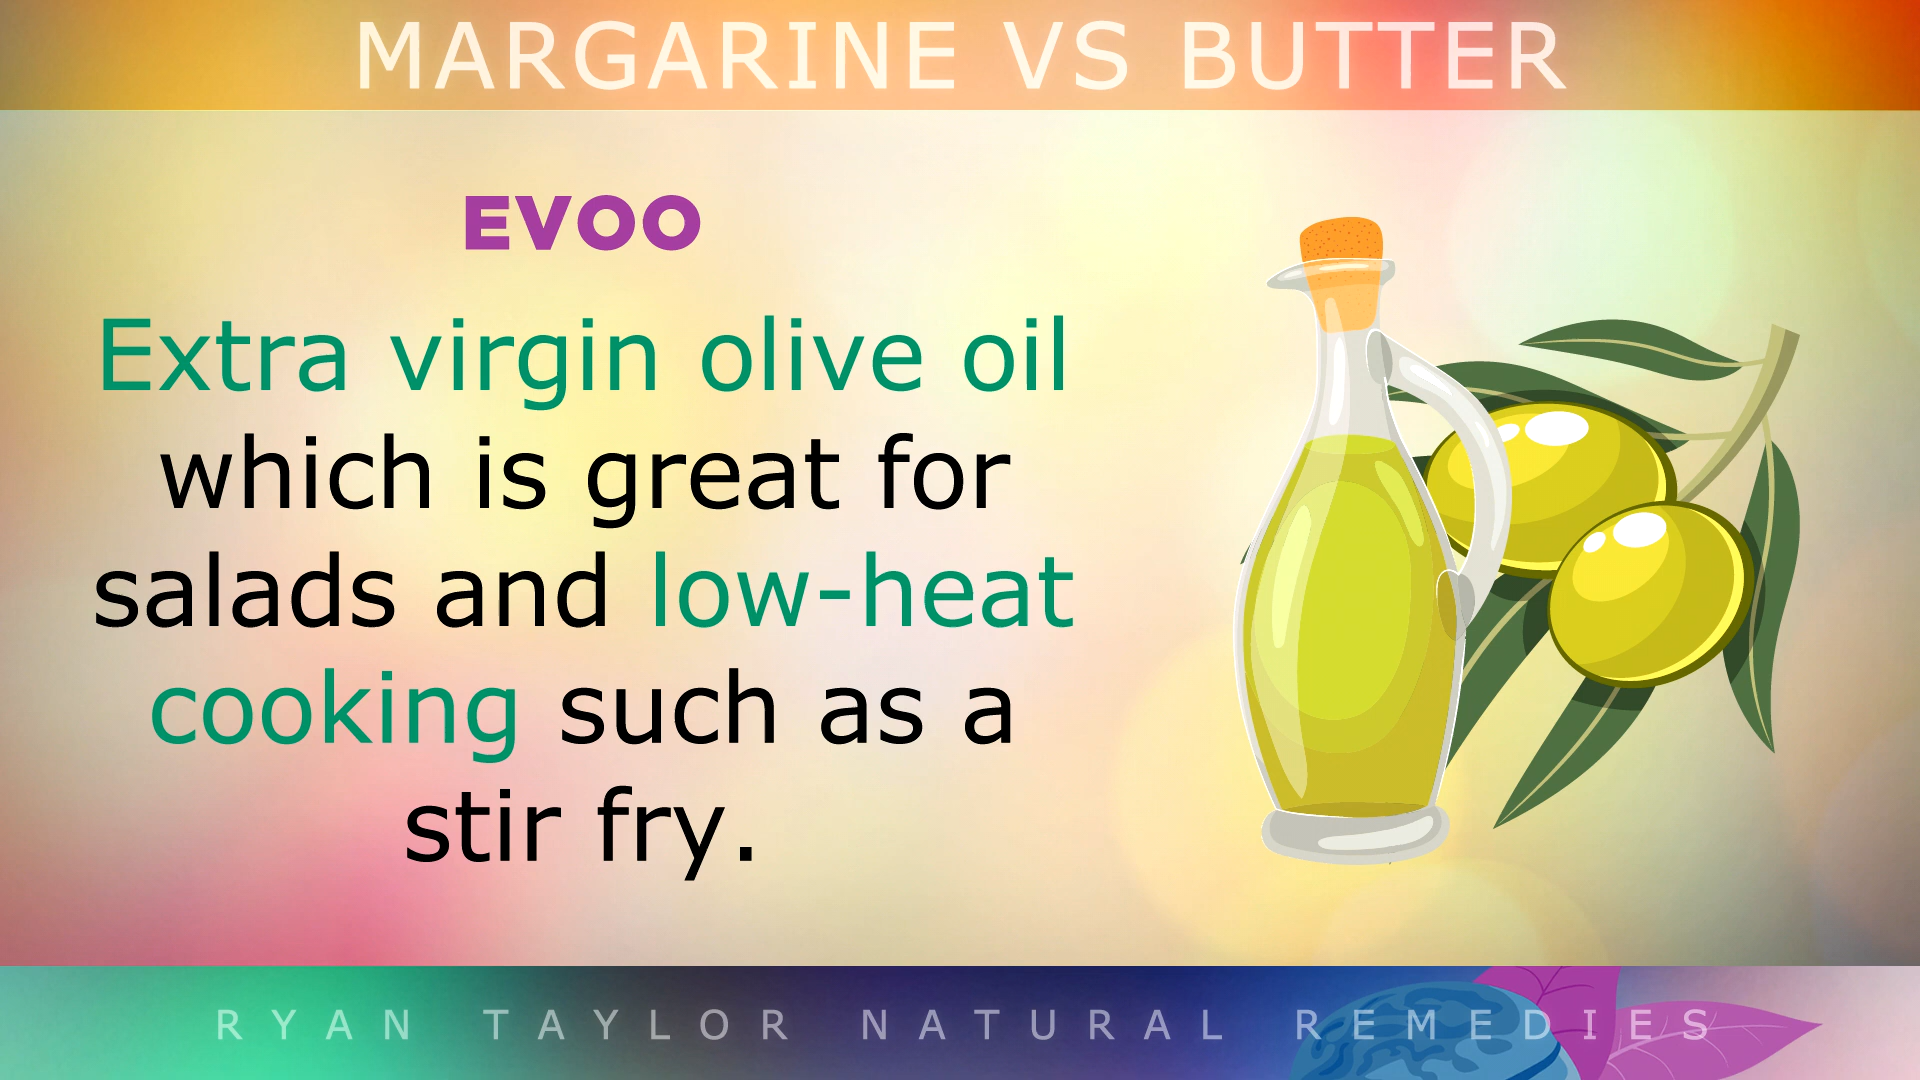 MARGARINE VS BUTTER
EVOO
Extra virgin olive oil
which is great for
salads and low-heat
cooking such as a
stir fry.
RYAN TAYLOR NATURAL REMEDIES